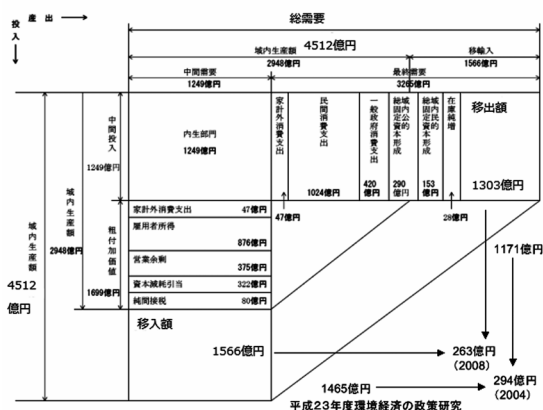 産 出
投入
総需要
域内生産額
4512億円
2948億円
移輸入
1566億円
中間需要
1249億円
最終需要
3265億円
中間投入
1249億円
内生部門
1249億円
家計外消費支出
47億円
民間消費支出
1024億円
一般政府消費支出
420億円
域内公的総固定資本形成
290億円
域内民的総固定資本形成
153億円
在庫純増
28億円
移出額
1303億円
域内生産額
4512億円
域内生産額
2948億円
粗付加価値
1699億円
家計外消費支出 47億円
雇用者所得
876億円
営業余剰
375億円
資本減耗引当 322億円
純間接税 80億円
移入額
1566億円
1171億円
263億円
(2008)
1465億円
294億円
(2004)
平成23年度環境経済の政策研究